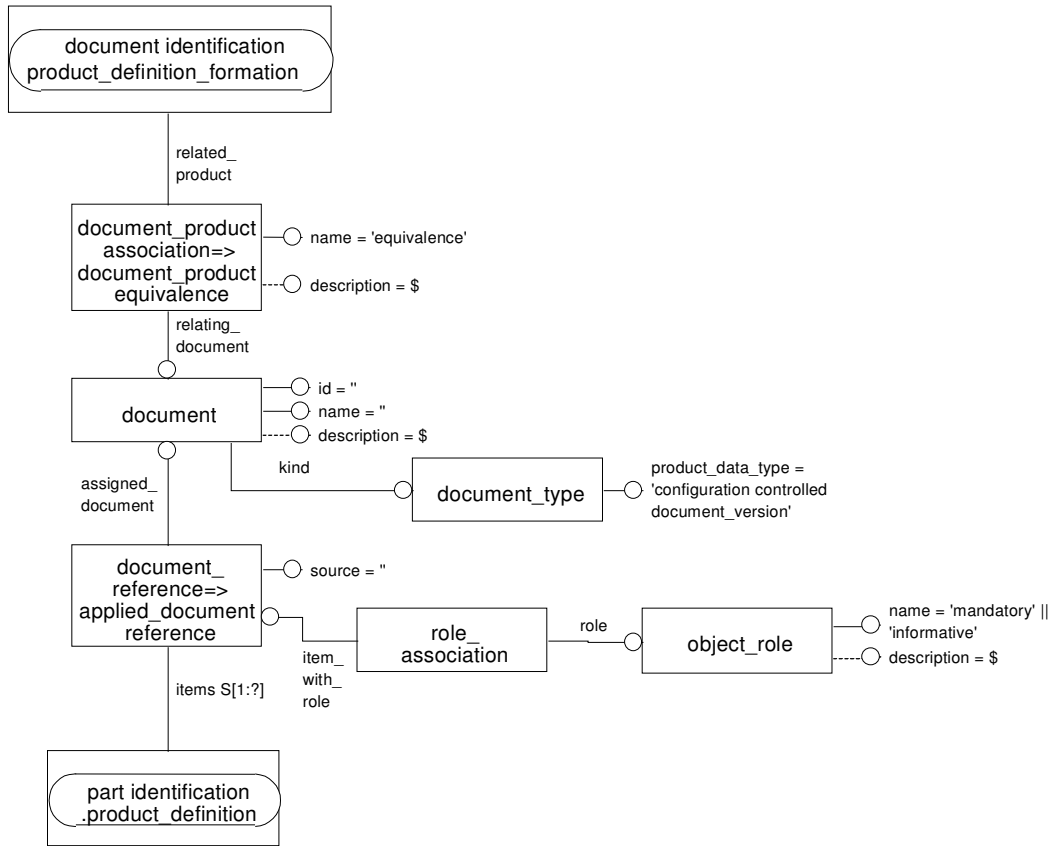 document identification
product_definition_formation
related_
product
document_product
association=>
document_product
equivalence
name = 'equivalence'
description = $
relating_
document
document
id = ''
name = ''
description = $
kind
document_type
product_data_type =
'configuration controlled
document_version'
assigned_
document
document_
reference=>
applied_document
reference
source = ''
item_
with_
role
role_
association
role
object_role
name = 'mandatory' ||
'informative'
description = $
items S[1:?]
part identification
.product_definition